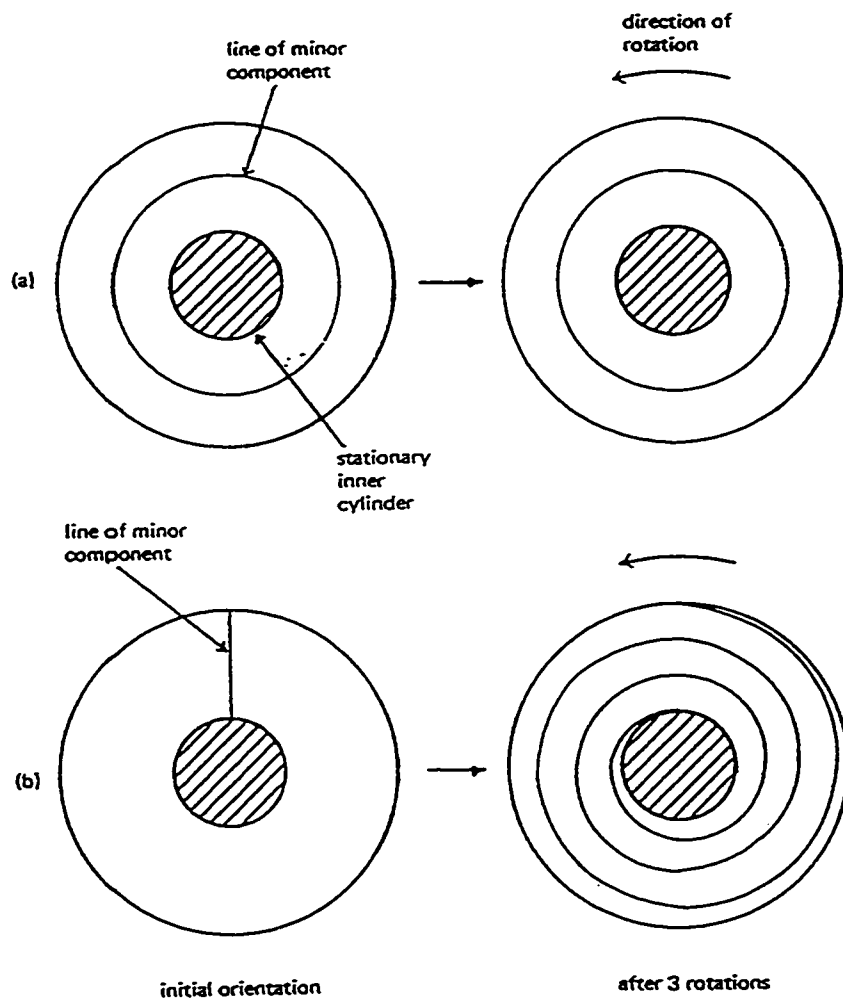 line of minor
component
direction of
rotation
(a)
stationary
inner
cylinder
line of minor
component
(b)
initial orientation
after 3 rotations